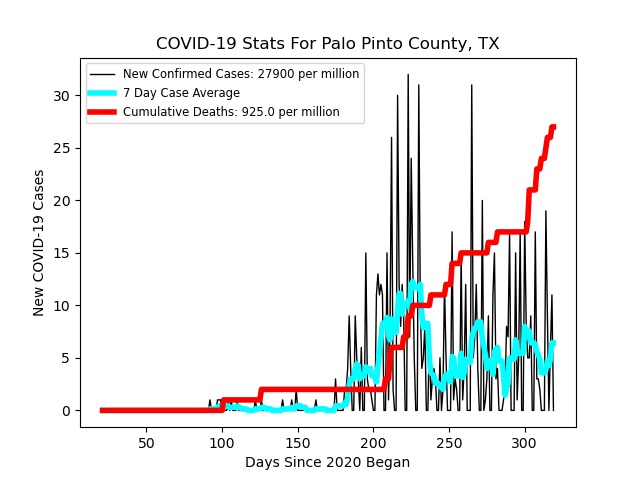 COVID-19 Stats For Palo Pinto County, TX
New Confirmed Cases: 27900 per million
7 Day Case Average
Cumulative Deaths: 925.0 per million
New COVID-19 Cases
30
25
20
15
10
5
0
50 100 150 200 250 300
Days Since 2020 Began